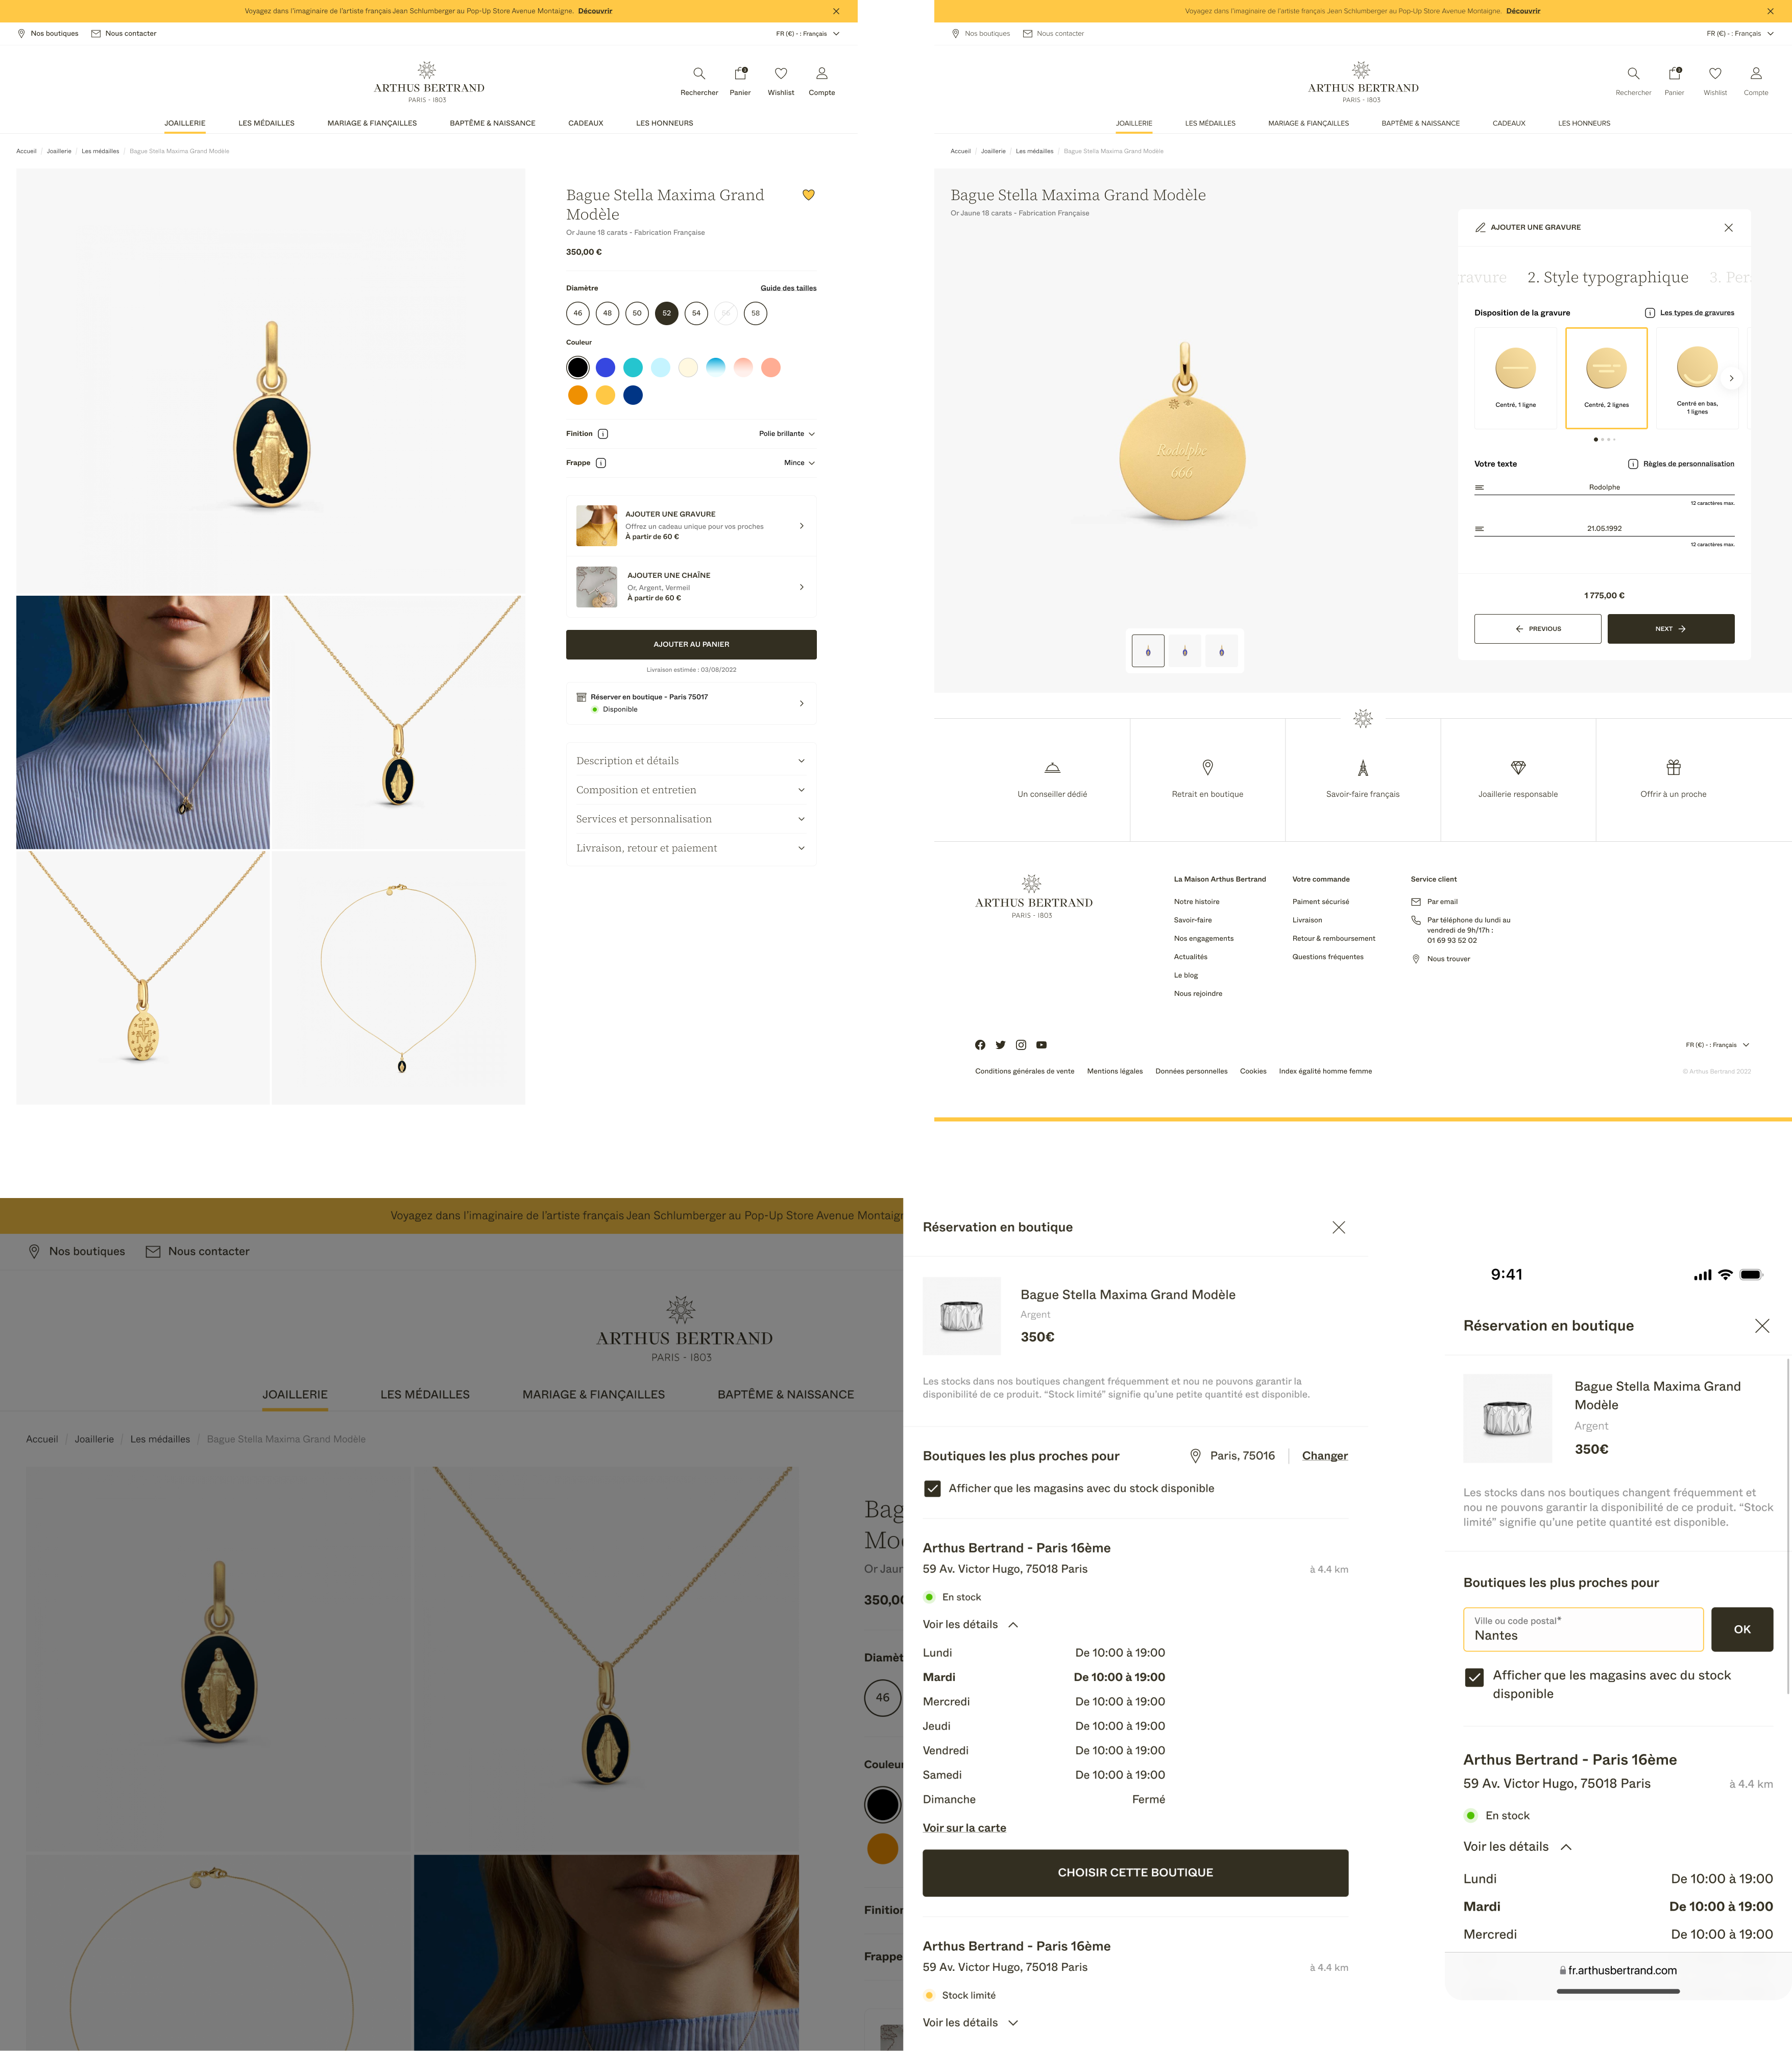 Voyagez dans l'imaginaire de l'artiste français Jean Schlumberger au Pop-Up Store Avenue Montaigne. Découvrir
Nos boutiques
Nous contacter
FR (€) - : Français
ARTHUS BERTRAND
PARIS - 1803
Rechercher
Panier
Wishlist
Compte
JOAILLERIE
LES MÉDAILLES
MARIAGE & FIANÇAILLES
BAPTÊME & NAISSANCE
CADEAUX
LES HONNEURS
Accueil / Joaillerie / Les médailles / Bague Stella Maxima Grand Modèle
Bague Stella Maxima Grand
Modèle
Or Jaune 18 carats - Fabrication Française
350,00 €
Diamètre
Guide des tailles
46
48
50
52
54
58
Couleur
Finition
Polie brillante
Frappe
Mince
AJOUTER UNE GRAVURE
Offrez un cadeau unique pour vos proches
À partir de 60 €
AJOUTER UNE CHAÎNE
Or, Argent, Vermeil
À partir de 60 €
AJOUTER AU PANIER
Livraison estimée : 03/08/2022
Réserver en boutique - Paris 75017
Disponible
Description et détails
Composition et entretien
Services et personnalisation
Livraison, retour et paiement
Voyagez dans l'imaginaire de l'artiste français Jean Schlumberger au Pop-Up Store Avenue Montaigne. Découvrir
Nos boutiques
Nous contacter
FR (€) - : Français
ARTHUS BERTRAND
PARIS - 1803
Rechercher
Panier
Wishlist
Compte
JOAILLERIE
LES MÉDAILLES
MARIAGE & FIANÇAILLES
BAPTÊME & NAISSANCE
CADEAUX
LES HONNEURS
Accueil / Joaillerie / Les médailles / Bague Stella Maxima Grand Modèle
Bague Stella Maxima Grand Modèle
Or Jaune 18 carats - Fabrication Française
Rodolphe
666
AJOUTER UNE GRAVURE
ravure
2. Style typographique
3. Per
Disposition de la gravure
Les types de gravures
Centré, 1 ligne
Centré, 2 lignes
Centré en bas,
1 lignes
Votre texte
Règles de personnalisation
Rodolphe
12 caractères max.
21.05.1992
12 caractères max.
1 775,00 €
PREVIOUS
NEXT
Un conseiller dédié
Retrait en boutique
Savoir-faire français
Joaillerie responsable
Offrir à un proche
ARTHUS BERTRAND
PARIS - 1803
La Maison Arthus Bertrand
Notre histoire
Savoir-faire
Nos engagements
Actualités
Le blog
Nous rejoindre
Votre commande
Paiment sécurisé
Livraison
Retour & remboursement
Questions fréquentes
Service client
Par email
Par téléphone du lundi au
vendredi de 9h/17h :
01 69 93 52 02
Nous trouver
FR (€) - : Français
Conditions générales de vente
Mentions légales
Données personnelles
Cookies
Index égalité homme femme
© Arthus Bertrand 2022
Voyagez dans l'imaginaire de l'artiste français Jean Schlumberger au Pop-Up Store Avenue Montaign
Nos boutiques
Nous contacter
ARTHUS BERTRAND
PARIS - 1803
JOAILLERIE
LES MÉDAILLES
MARIAGE & FIANÇAILLES
BAPTÊME & NAISSANCE
Accueil / Joaillerie / Les médailles / Bague Stella Maxima Grand Modèle
Bag
Mod
Or Jaur
350,00
Diamèt
46
Couleur
Finition
Frappe
Réservation en boutique
Bague Stella Maxima Grand Modèle
Argent
350€
Les stocks dans nos boutiques changent fréquemment et nou ne pouvons garantir la
disponibilité de ce produit. “Stock limité” signifie qu'une petite quantité est disponible.
Boutiques les plus proches pour
Paris, 75016
Changer
Afficher que les magasins avec du stock disponible
Arthus Bertrand - Paris 16ème
59 Av. Victor Hugo, 75018 Paris
à 4.4 km
En stock
Voir les détails
Lundi De 10:00 à 19:00
Mardi De 10:00 à 19:00
Mercredi De 10:00 à 19:00
Jeudi De 10:00 à 19:00
Vendredi De 10:00 à 19:00
Samedi De 10:00 à 19:00
Dimanche Fermé
Voir sur la carte
CHOISIR CETTE BOUTIQUE
Arthus Bertrand - Paris 16ème
59 Av. Victor Hugo, 75018 Paris
à 4.4 km
Stock limité
Voir les détails
9:41
Réservation en boutique
Bague Stella Maxima Grand
Modèle
Argent
350€
Les stocks dans nos boutiques changent fréquemment et
nou ne pouvons garantir la disponibilité de ce produit. “Stock
limité” signifie qu'une petite quantité est disponible.
Boutiques les plus proches pour
Ville ou code postal*
Nantes
OK
Afficher que les magasins avec du stock
disponible
Arthus Bertrand - Paris 16ème
59 Av. Victor Hugo, 75018 Paris
à 4.4 km
En stock
Voir les détails
Lundi De 10:00 à 19:00
Mardi De 10:00 à 19:00
Mercredi De 10:00 à 19:00
fr.arthusbertrand.com